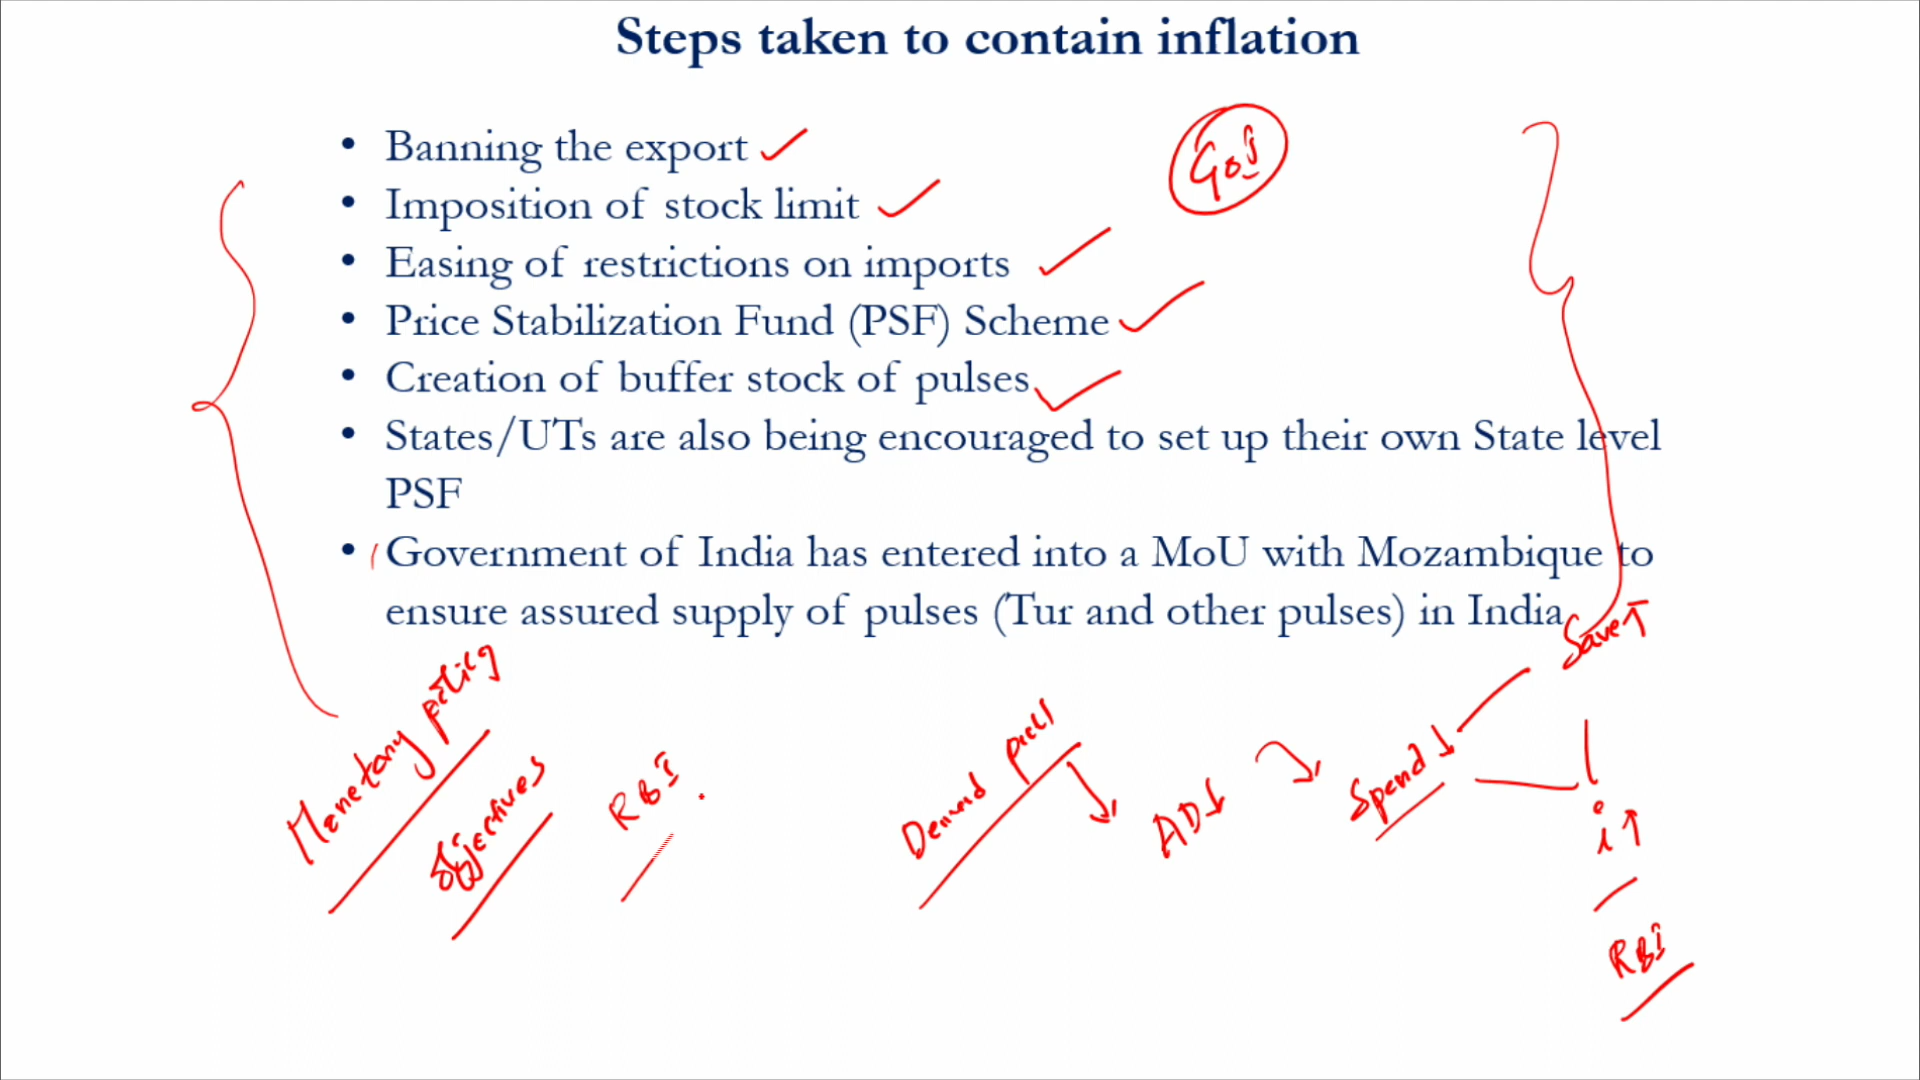 Steps taken to contain inflation
• Banning the export
GoI
• Imposition of stock limit
• Easing of restrictions on imports
• Price Stabilization Fund (PSF) Scheme
• Creation of buffer stock of pulses
• States/UTs are also being encouraged to set up their own State level
PSF
• Government of India has entered into a MoU with Mozambique to
ensure assured supply of pulses (Tur and other pulses) in India
Save↑
Monetary policy
Objectives
RBI
Demand pull
AD↓
Spend↓
i↑
RBI